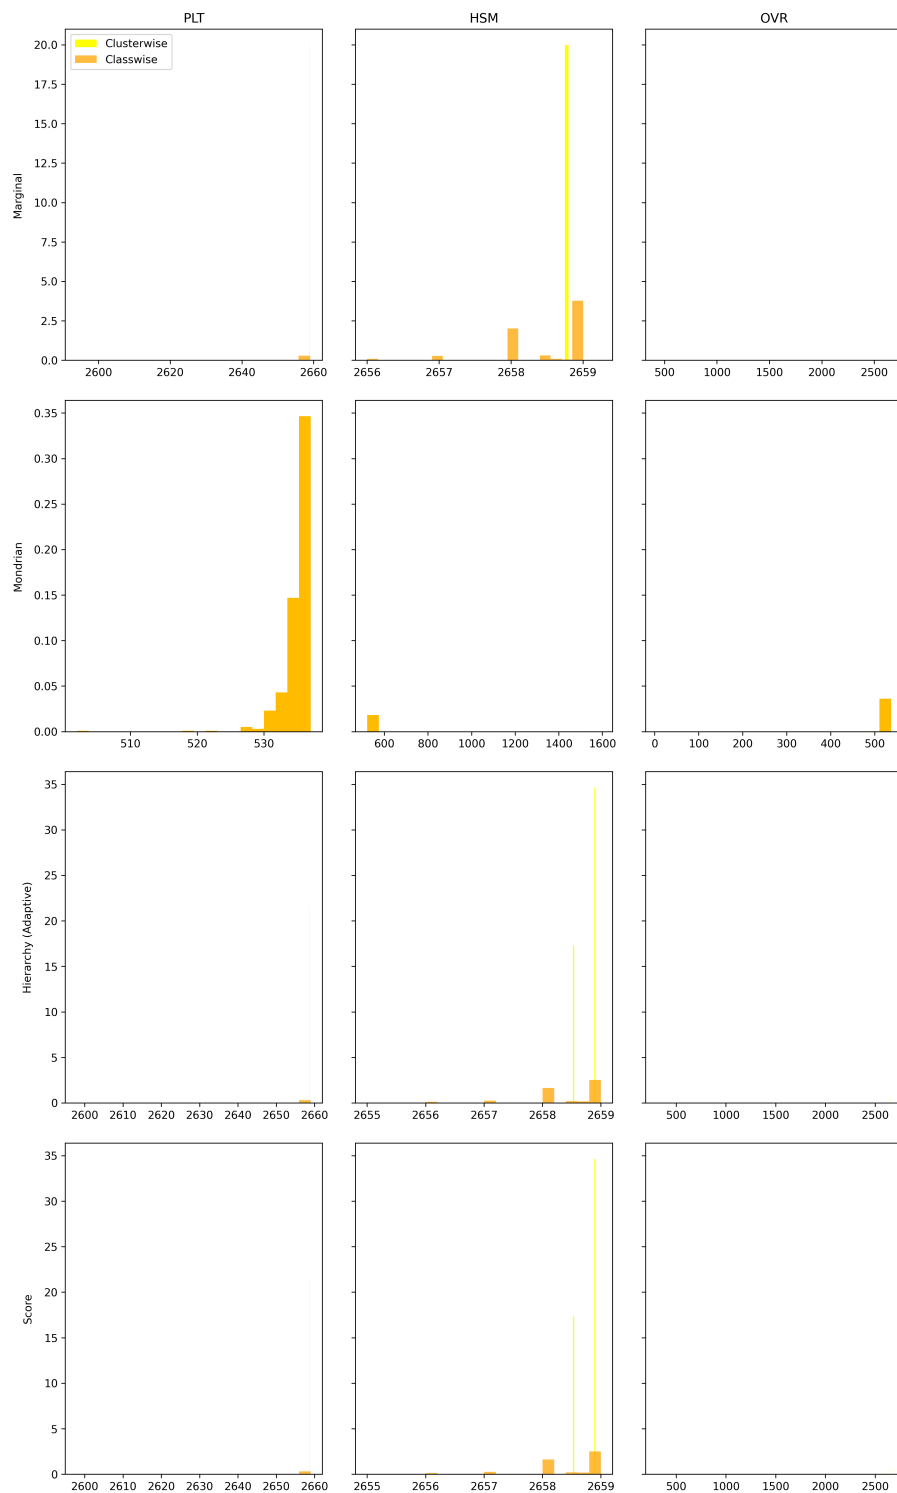 PLT HSM OVR
Clusterwise
Classwise
Marginal
20.0
17.5
15.0
12.5
10.0
7.5
5.0
2.5
0.0
2600 2620 2640 2660
2656 2657 2658 2659
500 1000 1500 2000 2500
Mondrian
0.35
0.30
0.25
0.20
0.15
0.10
0.05
0.00
510 520 530
600 800 1000 1200 1400 1600
0 100 200 300 400 500
Hierarchy (Adaptive)
35
30
25
20
15
10
5
0
2600 2610 2620 2630 2640 2650 2660
2655 2656 2657 2658 2659
500 1000 1500 2000 2500
Score
35
30
25
20
15
10
5
0
2600 2610 2620 2630 2640 2650 2660
2655 2656 2657 2658 2659
500 1000 1500 2000 2500